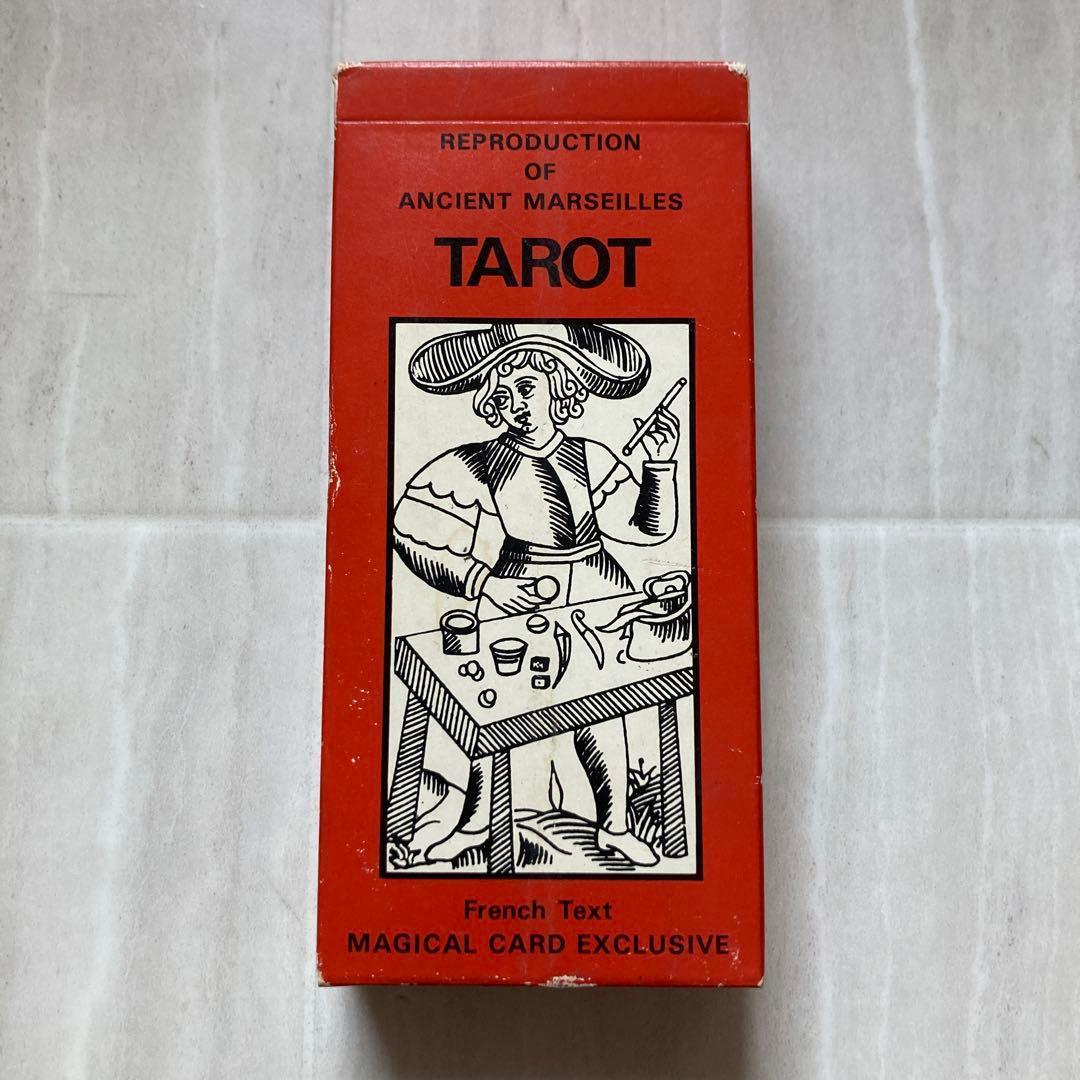 REPRODUCTION
OF
ANCIENT MARSEILLES
TAROT
French Text
MAGICAL CARD EXCLUSIVE